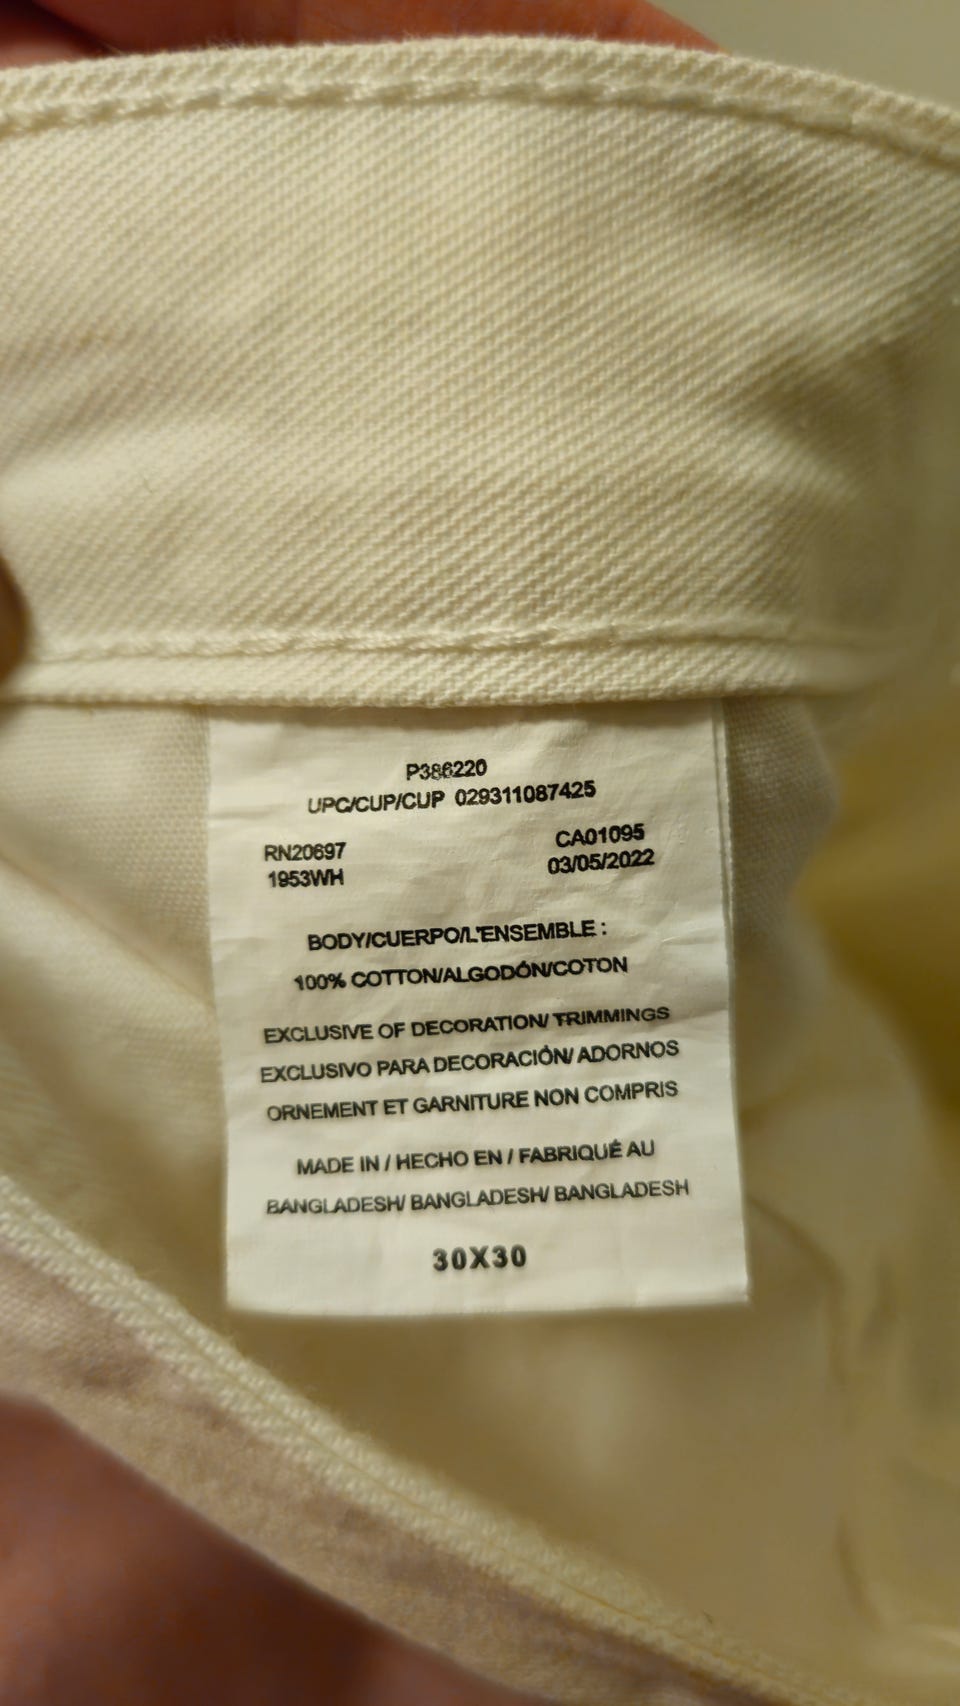 P386220
UPC/CUP/CUP 029311087425
RN20697 CA01095
1953WH 03/05/2022
BODY/CUERPO/L'ENSEMBLE :
100% COTTON/ALGODÓN/COTON
EXCLUSIVE OF DECORATION/ TRIMMINGS
EXCLUSIVO PARA DECORACIÓN/ ADORNOS
ORNEMENT ET GARNITURE NON COMPRIS
MADE IN / HECHO EN / FABRIQUÉ AU
BANGLADESH/ BANGLADESH/ BANGLADESH
30X30